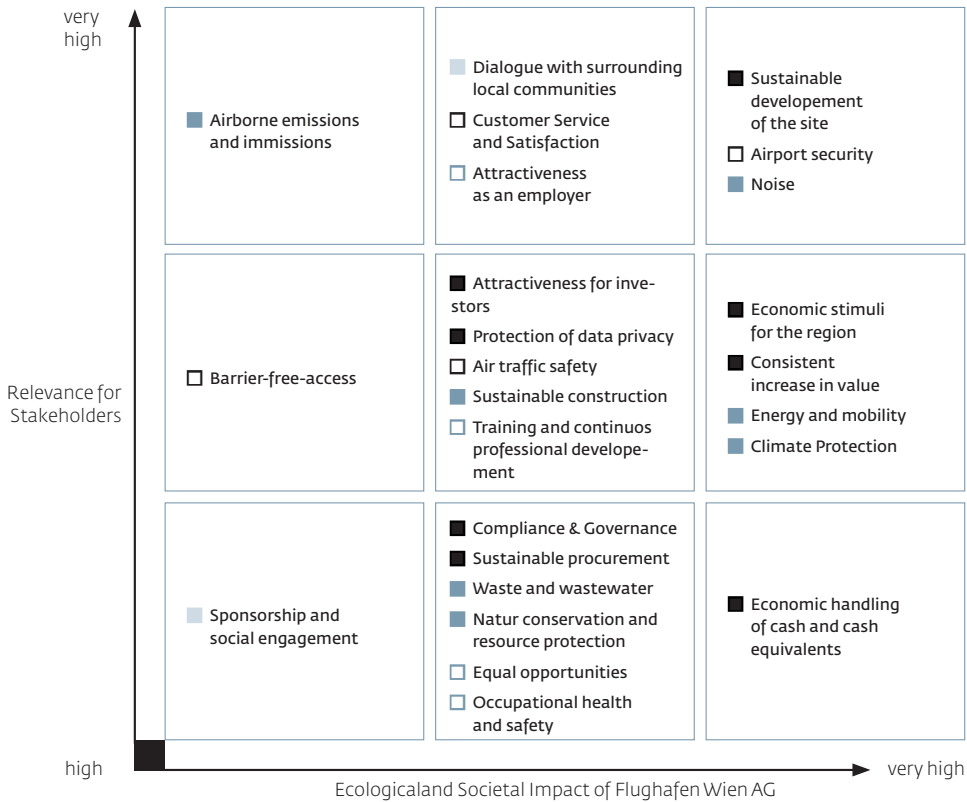 very
high
Airborne emissions
and immissions
Dialogue with surrounding
local communities
Customer Service
and Satisfaction
Attractiveness
as an employer
Sustainable
developement
of the site
Airport security
Noise
Relevance for
Stakeholders
Barrier-free-access
Attractiveness for inve-
stors
Protection of data privacy
Air traffic safety
Sustainable construction
Training and continuos
professional develope-
ment
Economic stimuli
for the region
Consistent
increase in value
Energy and mobility
Climate Protection
Sponsorship and
social engagement
Compliance & Governance
Sustainable procurement
Waste and wastewater
Natur conservation and
resource protection
Equal opportunities
Occupational health
and safety
Economic handling
of cash and cash
equivalents
high
very high
Ecologicaland Societal Impact of Flughafen Wien AG